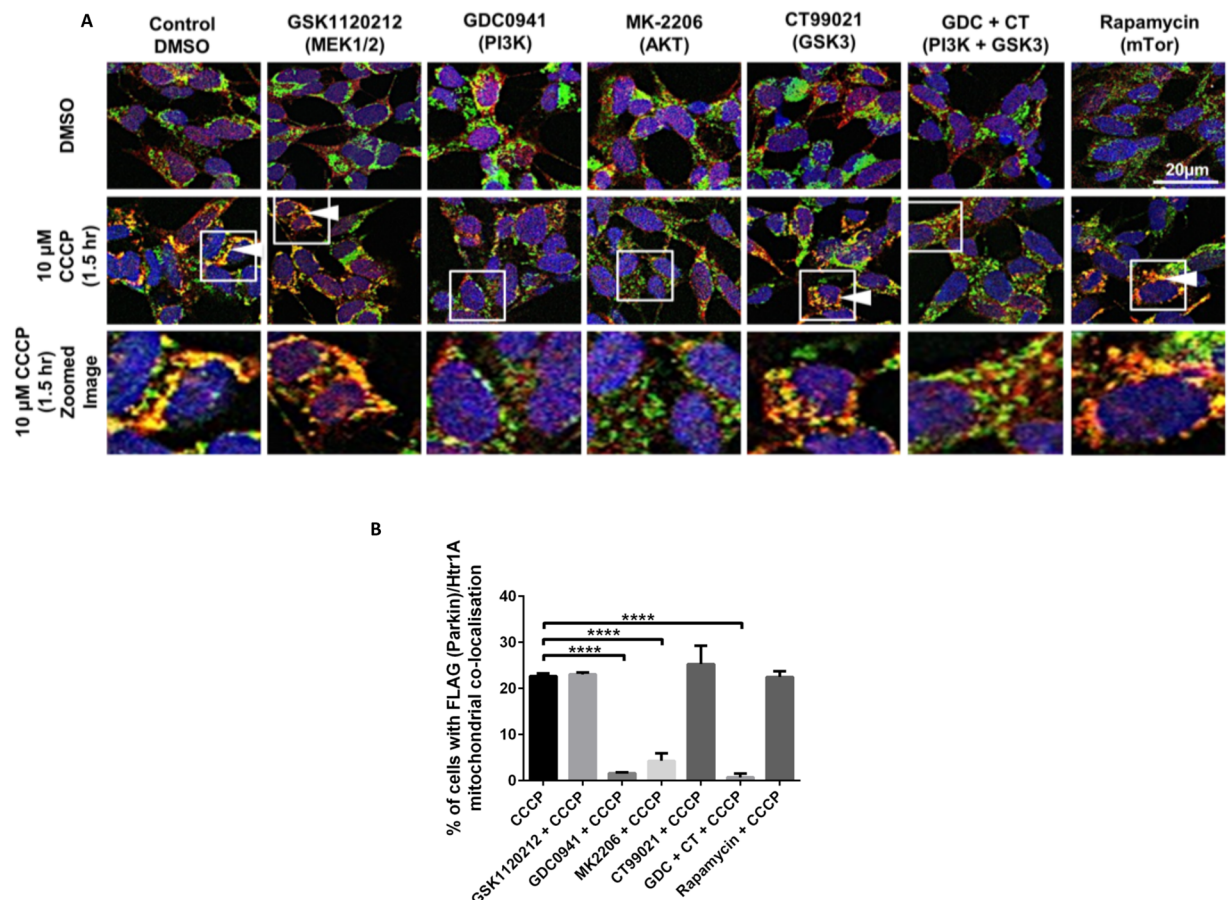 A
Control
DMSO
GSK1120212
(MEK1/2)
GDC0941
(PI3K)
MK-2206
(AKT)
CT99021
(GSK3)
GDC + CT
(PI3K + GSK3)
Rapamycin
(mTor)
DMSO
20µm
10 µM
CCCP
(1.5 hr)
10 µM CCCP
(1.5 hr)
Zoomed
Image
B
% of cells with FLAG (Parkin)/Htr1A
mitochondrial co-localisation
40
30
20
10
0
****
****
****
CCCP
GSK1120212 + CCCP
GDC0941 + CCCP
MK2206 + CCCP
CT99021 + CCCP
GDC + CT + CCCP
Rapamycin + CCCP